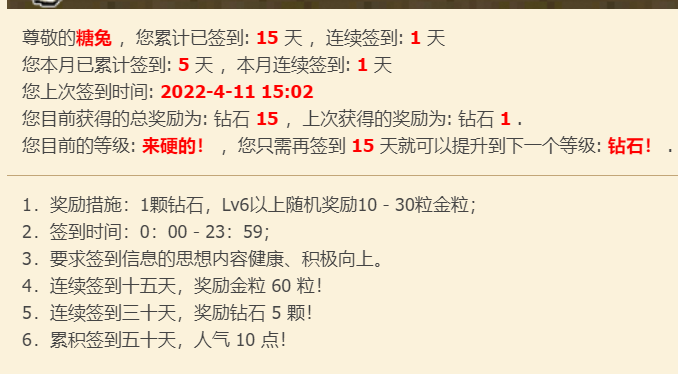 尊敬的糖兔 ，您累计已签到: 15 天 ，连续签到: 1 天
您本月已累计签到: 5 天 ，本月连续签到: 1 天
您上次签到时间: 2022-4-11 15:02
您目前获得的总奖励为: 钻石 15 ，上次获得的奖励为: 钻石 1 .
您目前的等级: 来硬的！ ，您只需再签到 15 天就可以提升到下一个等级: 钻石！ .
1．奖励措施：1颗钻石，Lv6以上随机奖励10 - 30粒金粒；
2．签到时间：0：00 - 23：59；
3．要求签到信息的思想内容健康、积极向上。
4．连续签到十五天，奖励金粒 60 粒！
5．连续签到三十天，奖励钻石 5 颗！
6．累积签到五十天，人气 10 点！